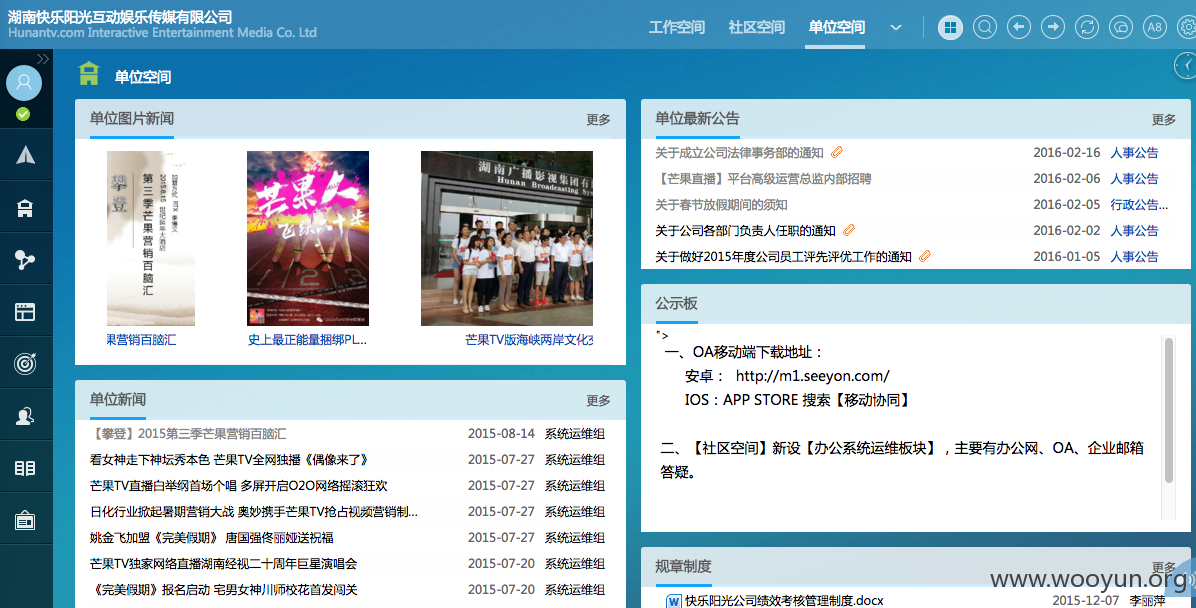 湖南快乐阳光互动娱乐传媒有限公司
Hunantv.com Interactive Entertainment Media Co. Ltd
工作空间 社区空间 单位空间
A8
单位空间
单位图片新闻 更多
攀登
第三季芒果营销百脑汇
芒果人
飞跃六十步
湖南广播影视集团有
Hunan Broadcasting Sys
果营销百脑汇 史上最正能量捆绑PL... 芒果TV版海峡两岸文化交
单位新闻 更多
【攀登】2015第三季芒果营销百脑汇 2015-08-14 系统运维组
看女神走下神坛秀本色 芒果TV全网独播《偶像来了》 2015-07-27 系统运维组
芒果TV直播白举纲首场个唱 多屏开启O2O网络摇滚狂欢 2015-07-27 系统运维组
日化行业掀起暑期营销大战 奥妙携手芒果TV抢占视频营销制... 2015-07-27 系统运维组
姚金飞加盟《完美假期》 唐国强佟丽娅送祝福 2015-07-27 系统运维组
芒果TV独家网络直播湖南经视二十周年巨星演唱会 2015-07-20 系统运维组
《完美假期》报名启动 宅男女神川师校花首发闯关 2015-07-20 系统运维组
单位最新公告 更多
关于成立公司法律事务部的通知 2016-02-16 人事公告
【芒果直播】平台高级运营总监内部招聘 2016-02-06 人事公告
关于春节放假期间的须知 2016-02-05 行政公告...
关于公司各部门负责人任职的通知 2016-02-02 人事公告
关于做好2015年度公司员工评先评优工作的通知 2016-01-05 人事公告
公示板
">
一、OA移动端下载地址：
安卓： http://m1.seeyon.com/
IOS：APP STORE 搜索【移动协同】
二、【社区空间】新设【办公系统运维板块】，主要有办公网、OA、企业邮箱
答疑。
规章制度 更多
快乐阳光公司绩效考核管理制度.docx 2015-12-07 李丽萍
www.wooyun.org